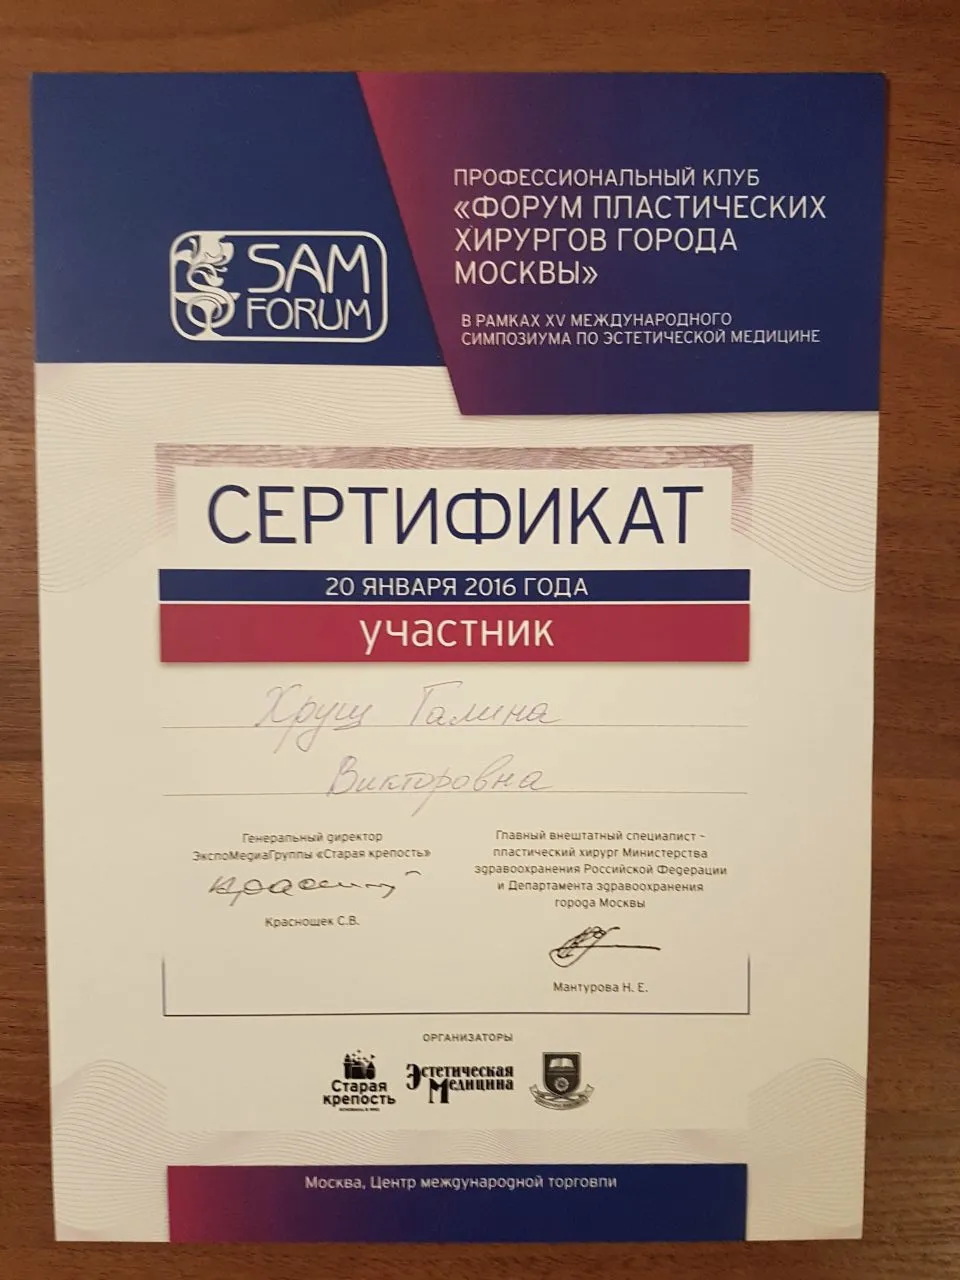 SAM
FORUM
ПРОФЕССИОНАЛЬНЫЙ КЛУБ
«ФОРУМ ПЛАСТИЧЕСКИХ
ХИРУРГОВ ГОРОДА
МОСКВЫ»
В РАМКАХ XV МЕЖДУНАРОДНОГО
СИМПОЗИУМА ПО ЭСТЕТИЧЕСКОЙ МЕДИЦИНЕ
СЕРТИФИКАТ
20 ЯНВАРЯ 2016 ГОДА
участник
Хрущ Галина
Викторовна
Генеральный директор
ЭкспоМедиаГруппы «Старая крепость»
Краснощек С.В.
Главный внештатный специалист –
пластический хирург Министерства
здравоохранения Российской Федерации
и Департамента здравоохранения
города Москвы
Мантурова Н. Е.
ОРГАНИЗАТОРЫ
Старая
крепость
Эстетическая
Медицина
Москва, Центр международной торговли